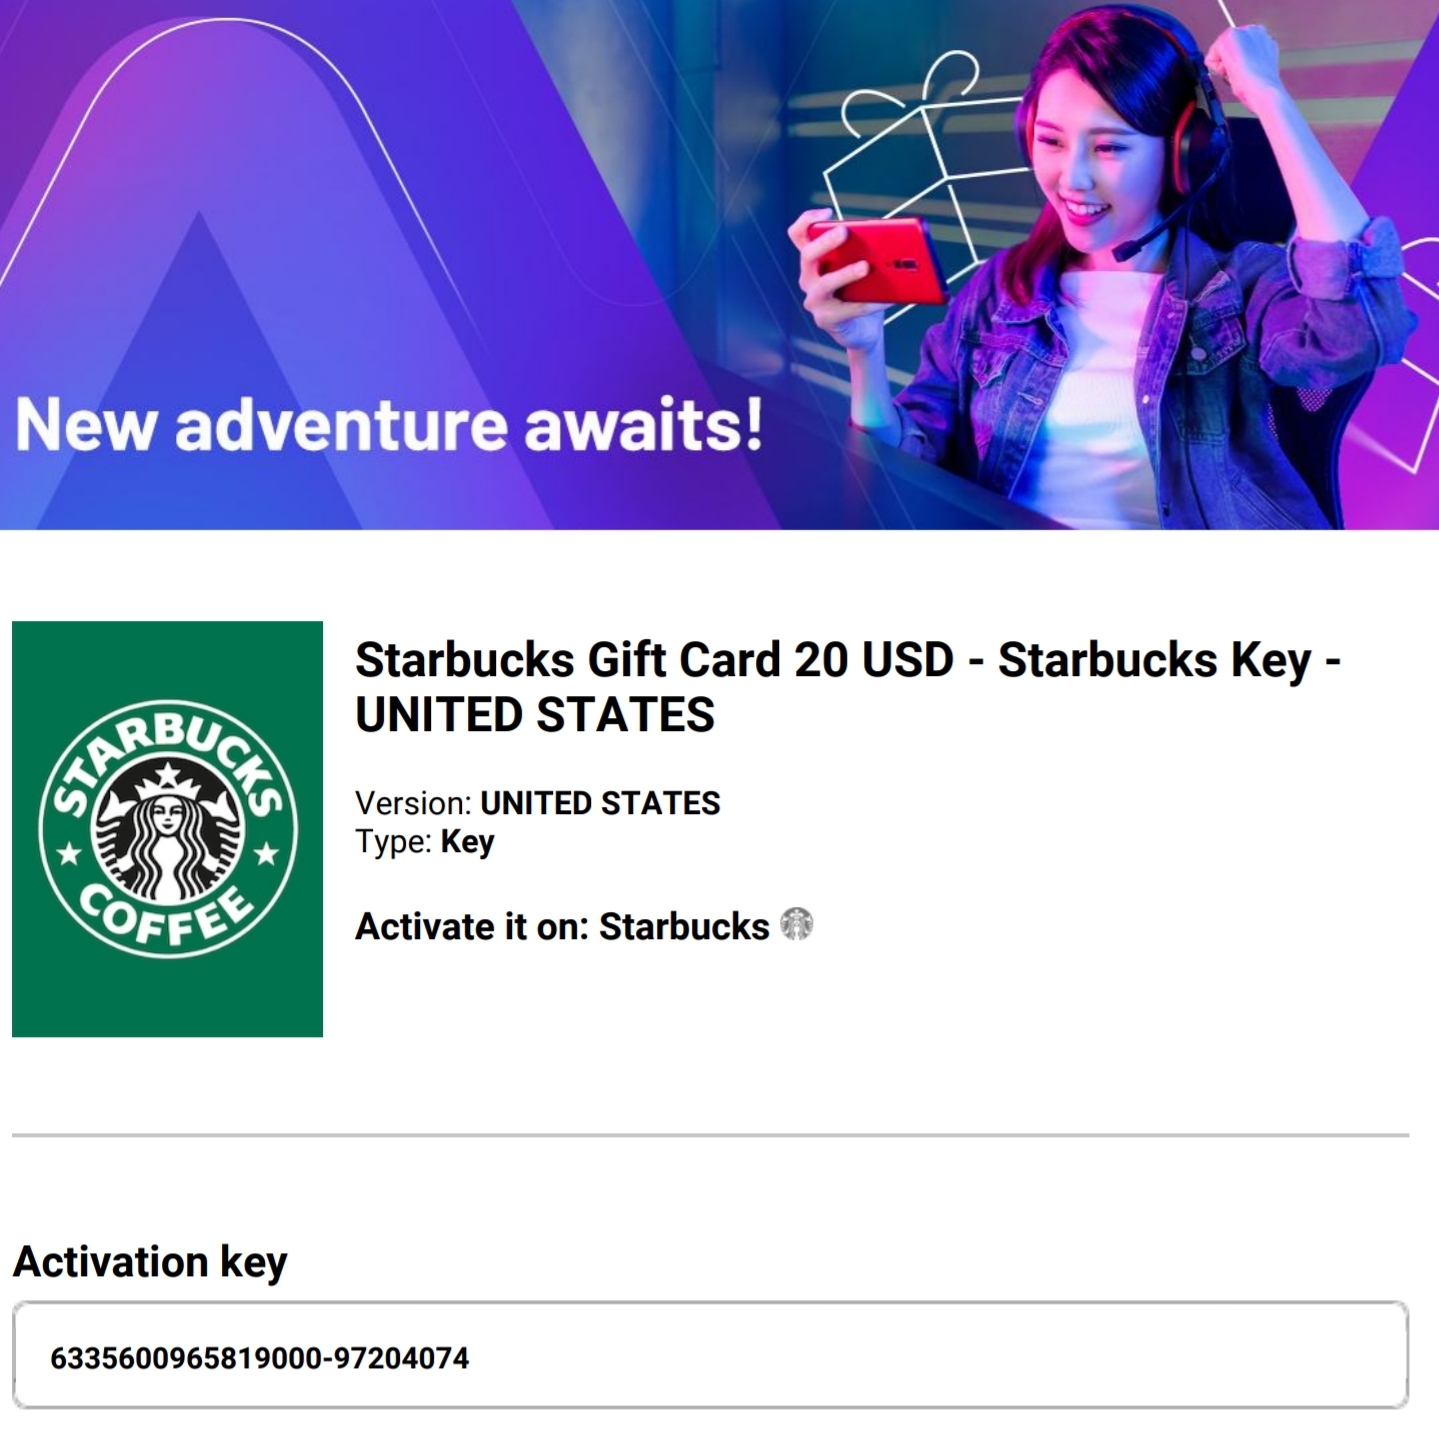 New adventure awaits!
Starbucks Gift Card 20 USD - Starbucks Key -
UNITED STATES
STARBUCKS
COFFEE
Version: UNITED STATES
Type: Key
Activate it on: Starbucks
Activation key
6335600965819000-97204074